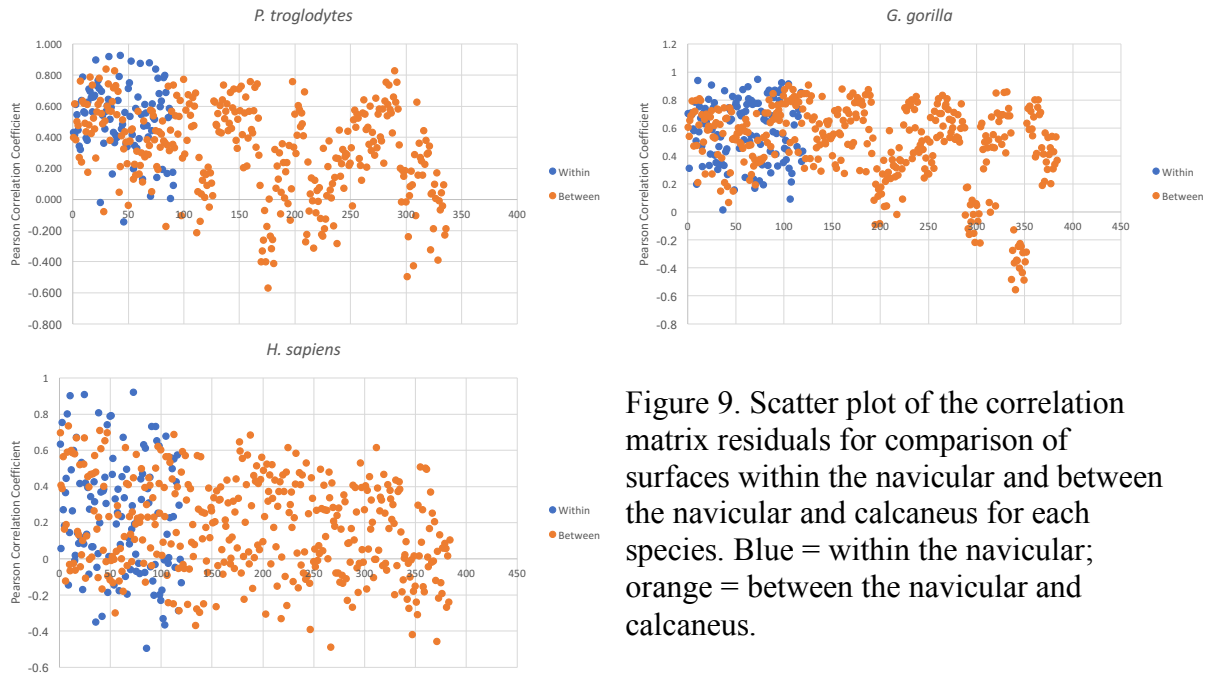 P. troglodytes
1.000
0.800
0.600
0.400
0.200
0.000
-0.200
-0.400
-0.600
-0.800
0 50 100 150 200 250 300 350 400
Pearson Correlation Coefficient
Within
Between
G. gorilla
1.2
1
0.8
0.6
0.4
0.2
0
-0.2
-0.4
-0.6
-0.8
0 50 100 150 200 250 300 350 400 450
Pearson Correlation Coefficient
Within
Between
H. sapiens
1
0.8
0.6
0.4
0.2
0
-0.2
-0.4
-0.6
0 50 100 150 200 250 300 350 400 450
Pearson Correlation Coefficient
Within
Between
Figure 9. Scatter plot of the correlation
matrix residuals for comparison of
surfaces within the navicular and between
the navicular and calcaneus for each
species. Blue = within the navicular;
orange = between the navicular and
calcaneus.